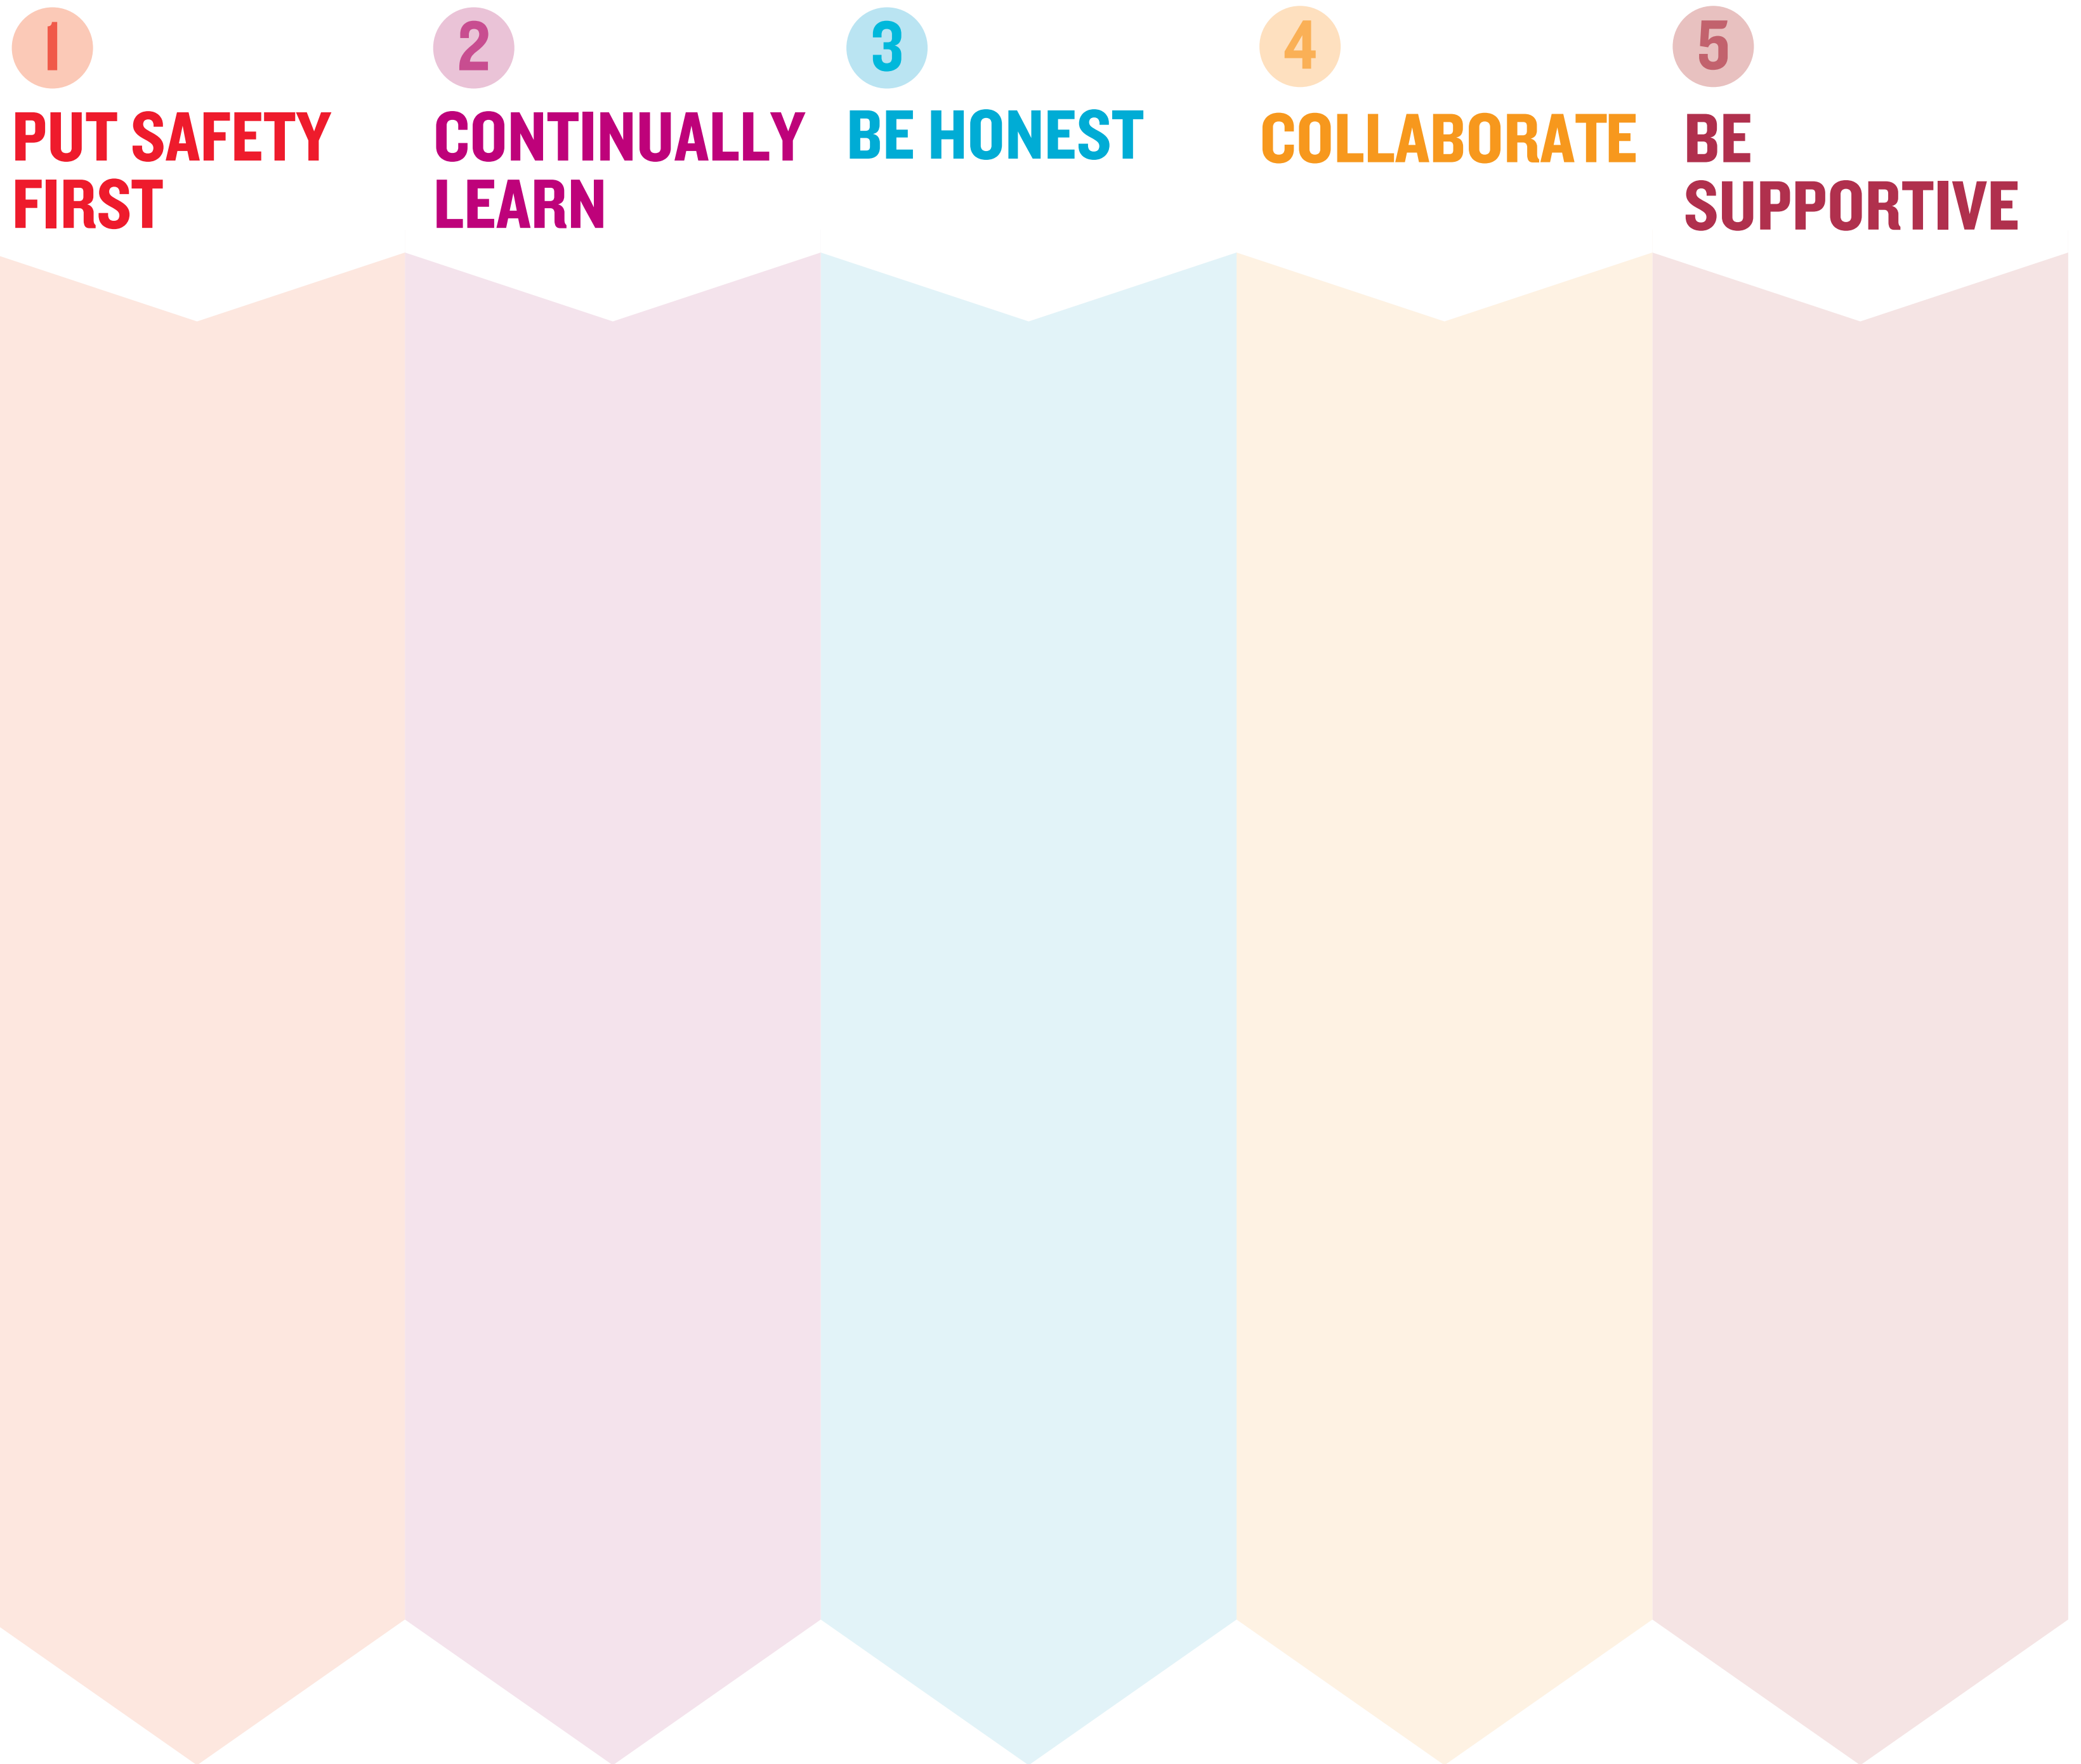 1
PUT SAFETY
FIRST
2
CONTINUALLY
LEARN
3
BE HONEST
4
COLLABORATE
5
BE
SUPPORTIVE